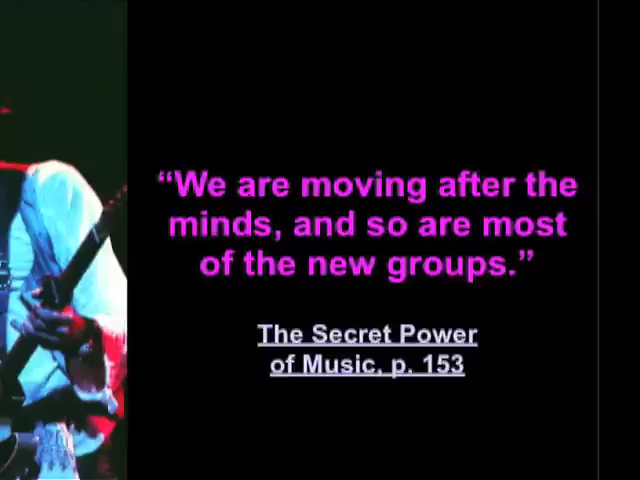 “We are moving after the
minds, and so are most
of the new groups.”
The Secret Power
of Music, p. 153